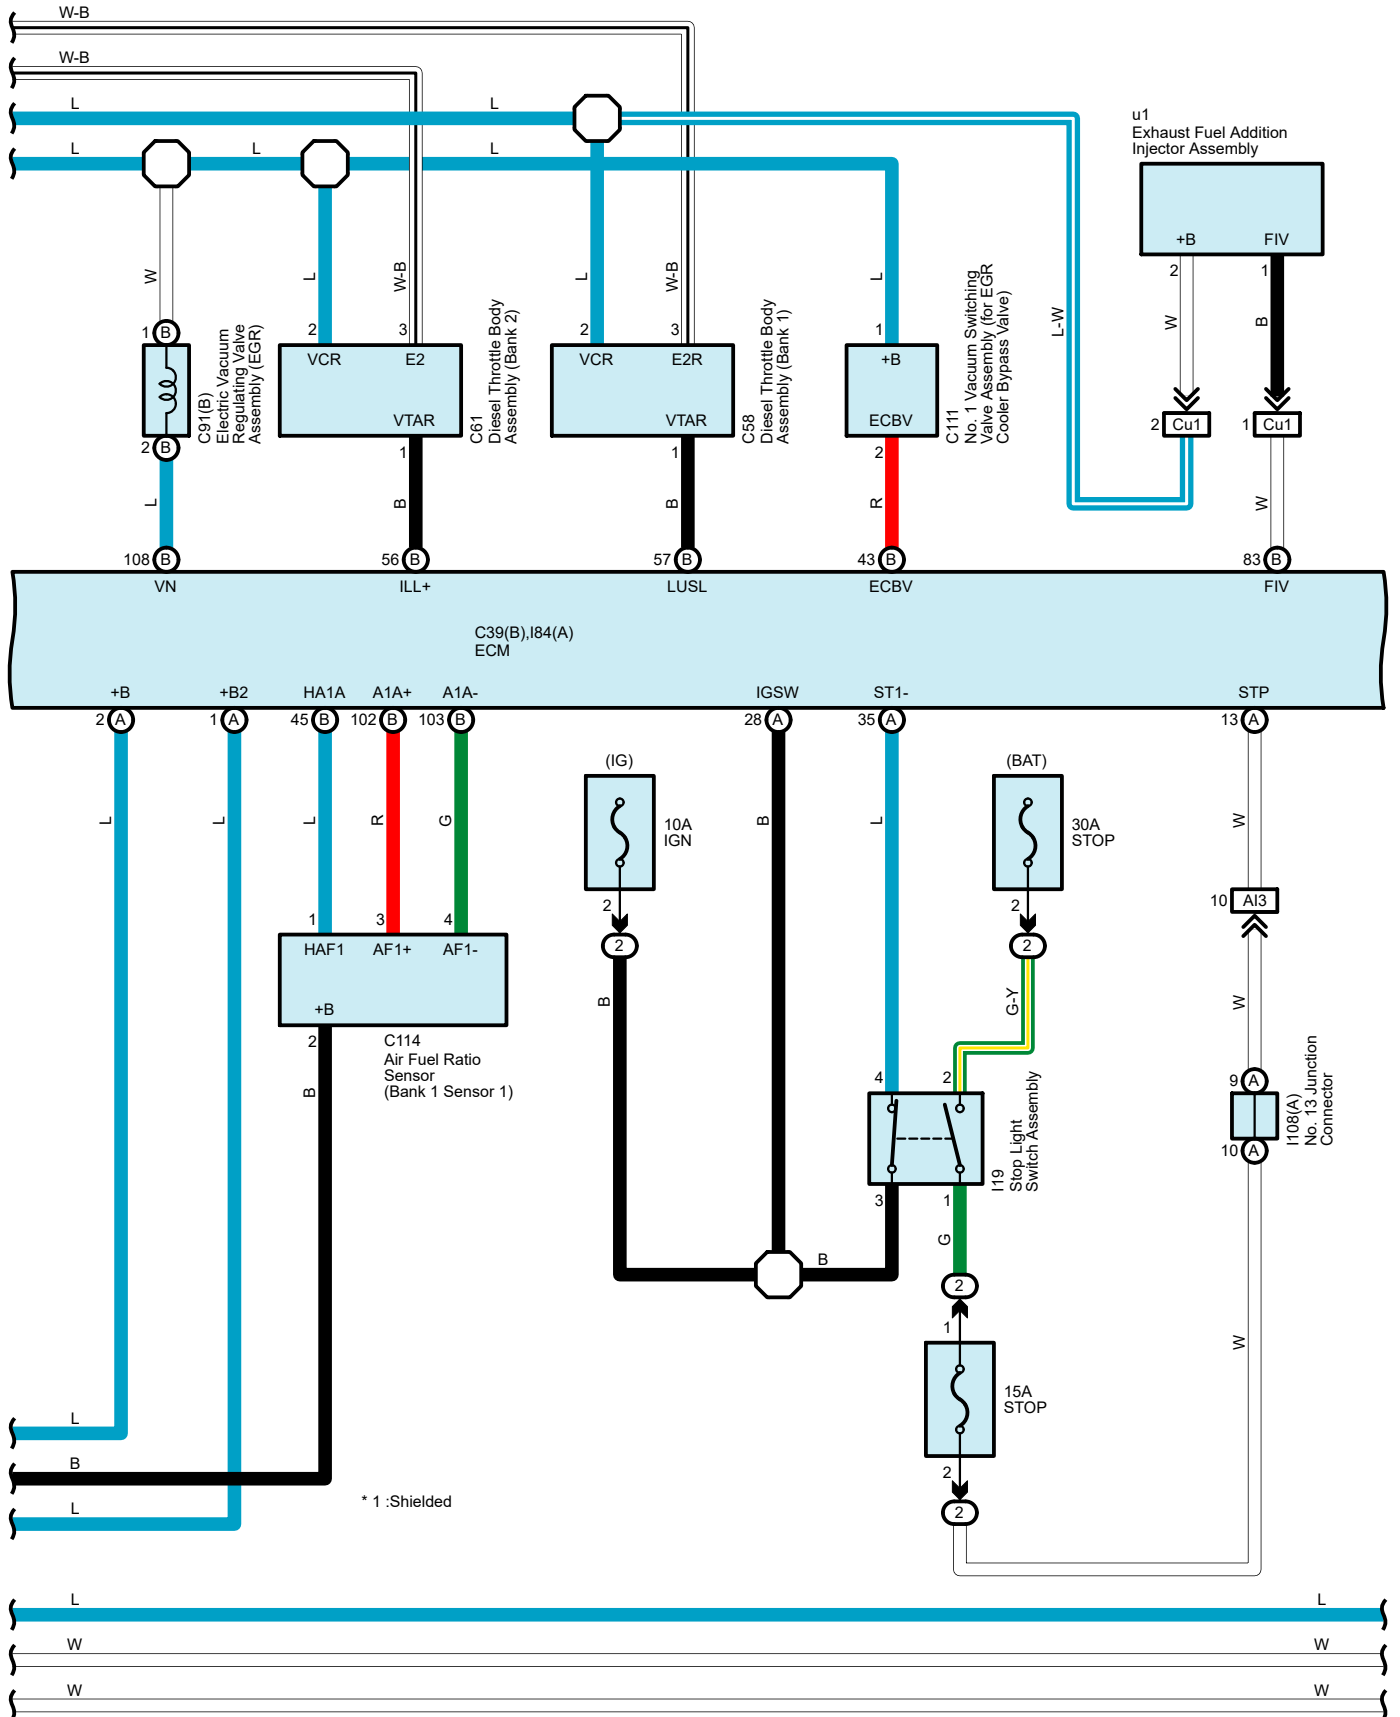 W-B
W-B
L
L
L
L
L
u1
Exhaust Fuel Addition
Injector Assembly
+B
FIV
2
1
W
B
L-W
W
L
W-B
L
W-B
L
1
B
2
3
2
3
1
VCR
E2
VCR
E2R
+B
VTAR
VTAR
ECBV
C91(B)
Electric Vacuum
Regulating Valve
Assembly (EGR)
C61
Diesel Throttle Body
Assembly (Bank 2)
C58
Diesel Throttle Body
Assembly (Bank 1)
C111
No. 1 Vacuum Switching
Valve Assembly (for EGR
Cooler Bypass Valve)
2
Cu1
1
Cu1
2
B
1
1
2
L
B
B
R
W
108
B
56
B
57
B
43
B
83
B
VN
ILL+
LUSL
ECBV
FIV
C39(B),I84(A)
ECM
+B
+B2
HA1A
A1A+
A1A-
IGSW
ST1-
STP
2
A
1
A
45
B
102
B
103
B
28
A
35
A
13
A
(IG)
(BAT)
L
L
L
R
G
10A
IGN
B
L
30A
STOP
W
1
3
4
2
2
10
AI3
HAF1
AF1+
AF1-
2
2
+B
B
G-Y
W
2
C114
Air Fuel Ratio
Sensor
(Bank 1 Sensor 1)
B
4
2
9
A
I19
Stop Light
Switch Assembly
I108(A)
No. 13 Junction
Connector
10
A
3
1
B
G
2
1
W
15A
STOP
L
B
2
L
* 1 :Shielded
2
L
L
W
W
W
W